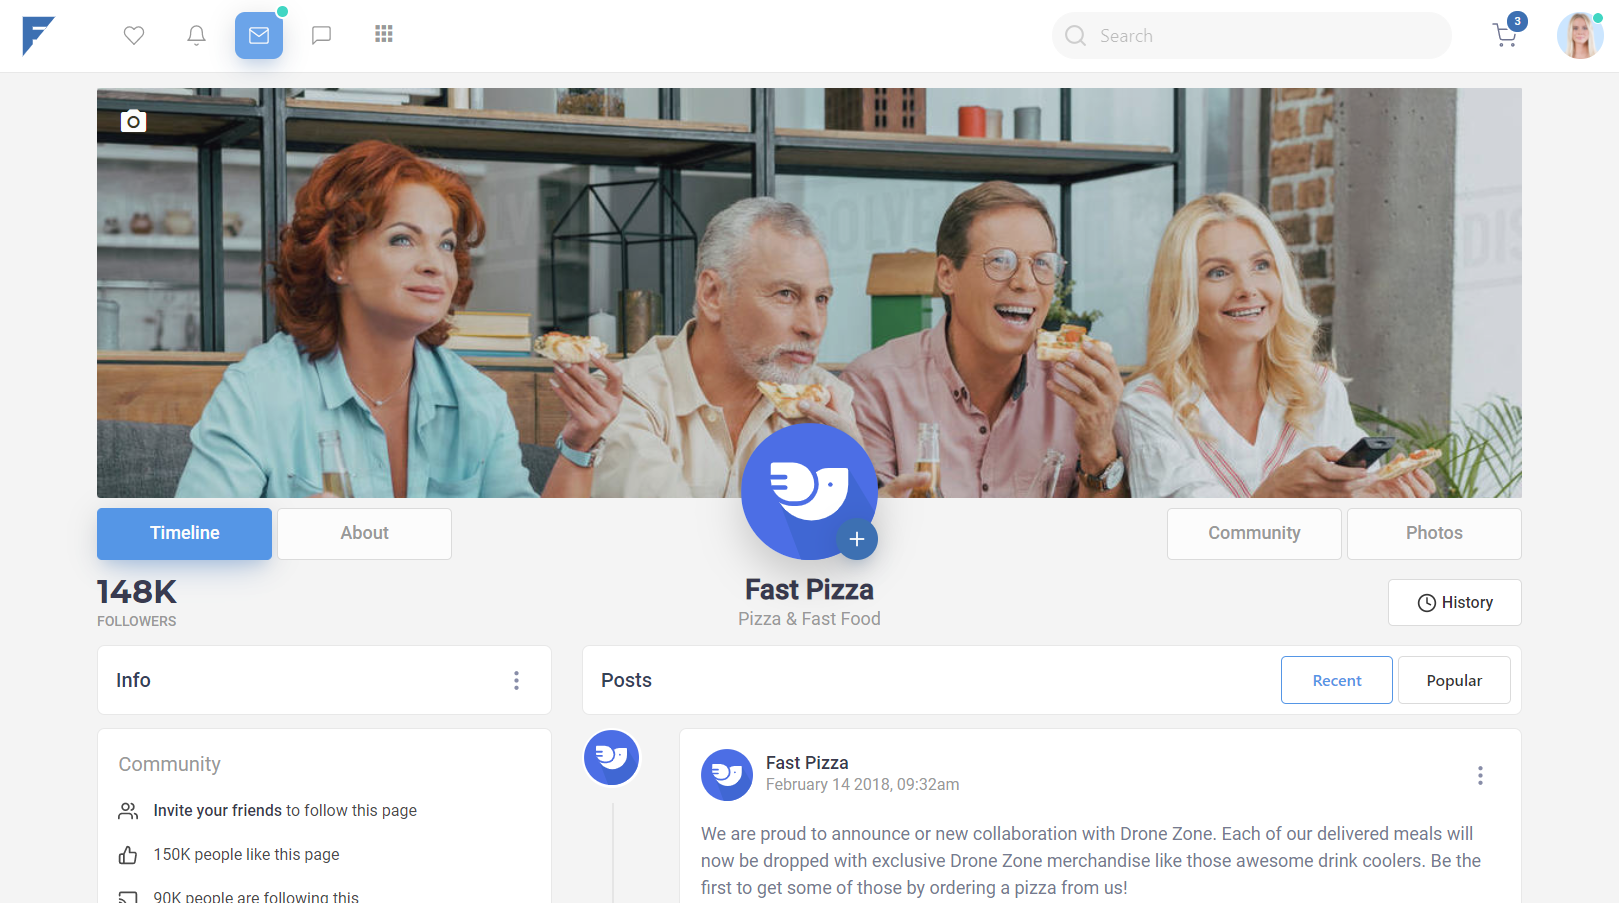 Search
3
Timeline
About
Community
Photos
148K
FOLLOWERS
Fast Pizza
Pizza & Fast Food
History
Info
Posts
Recent
Popular
Community
Invite your friends to follow this page
150K people like this page
90K people are following this
Fast Pizza
February 14 2018, 09:32am
We are proud to announce or new collaboration with Drone Zone. Each of our delivered meals will
now be dropped with exclusive Drone Zone merchandise like those awesome drink coolers. Be the
first to get some of those by ordering a pizza from us!